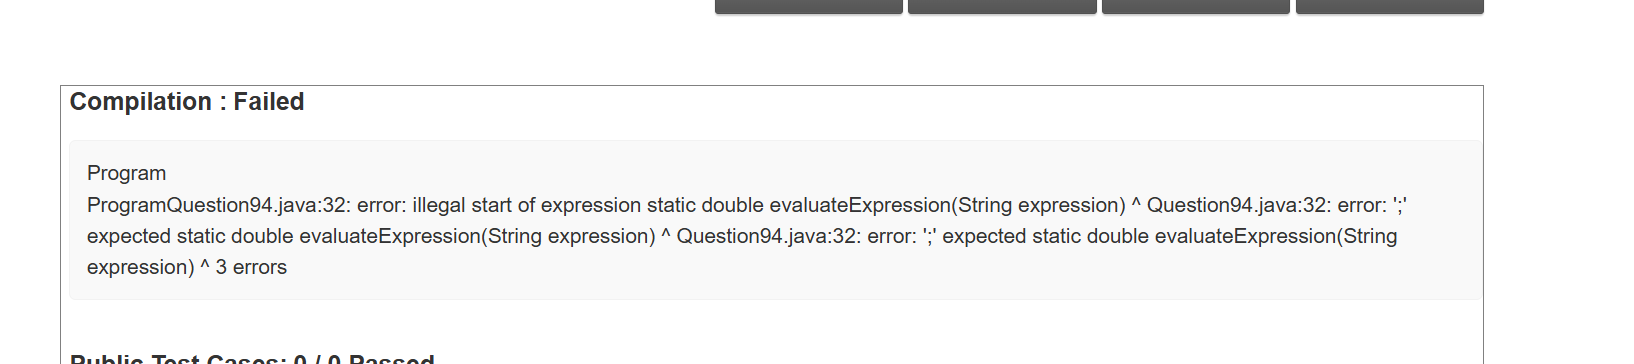 Compilation : Failed
Program
ProgramQuestion94.java:32: error: illegal start of expression static double evaluateExpression(String expression) ^ Question94.java:32: error: ';'
expected static double evaluateExpression(String expression) ^ Question94.java:32: error: ';' expected static double evaluateExpression(String
expression) ^ 3 errors
Public Test Cases: 0 / 0 Passed